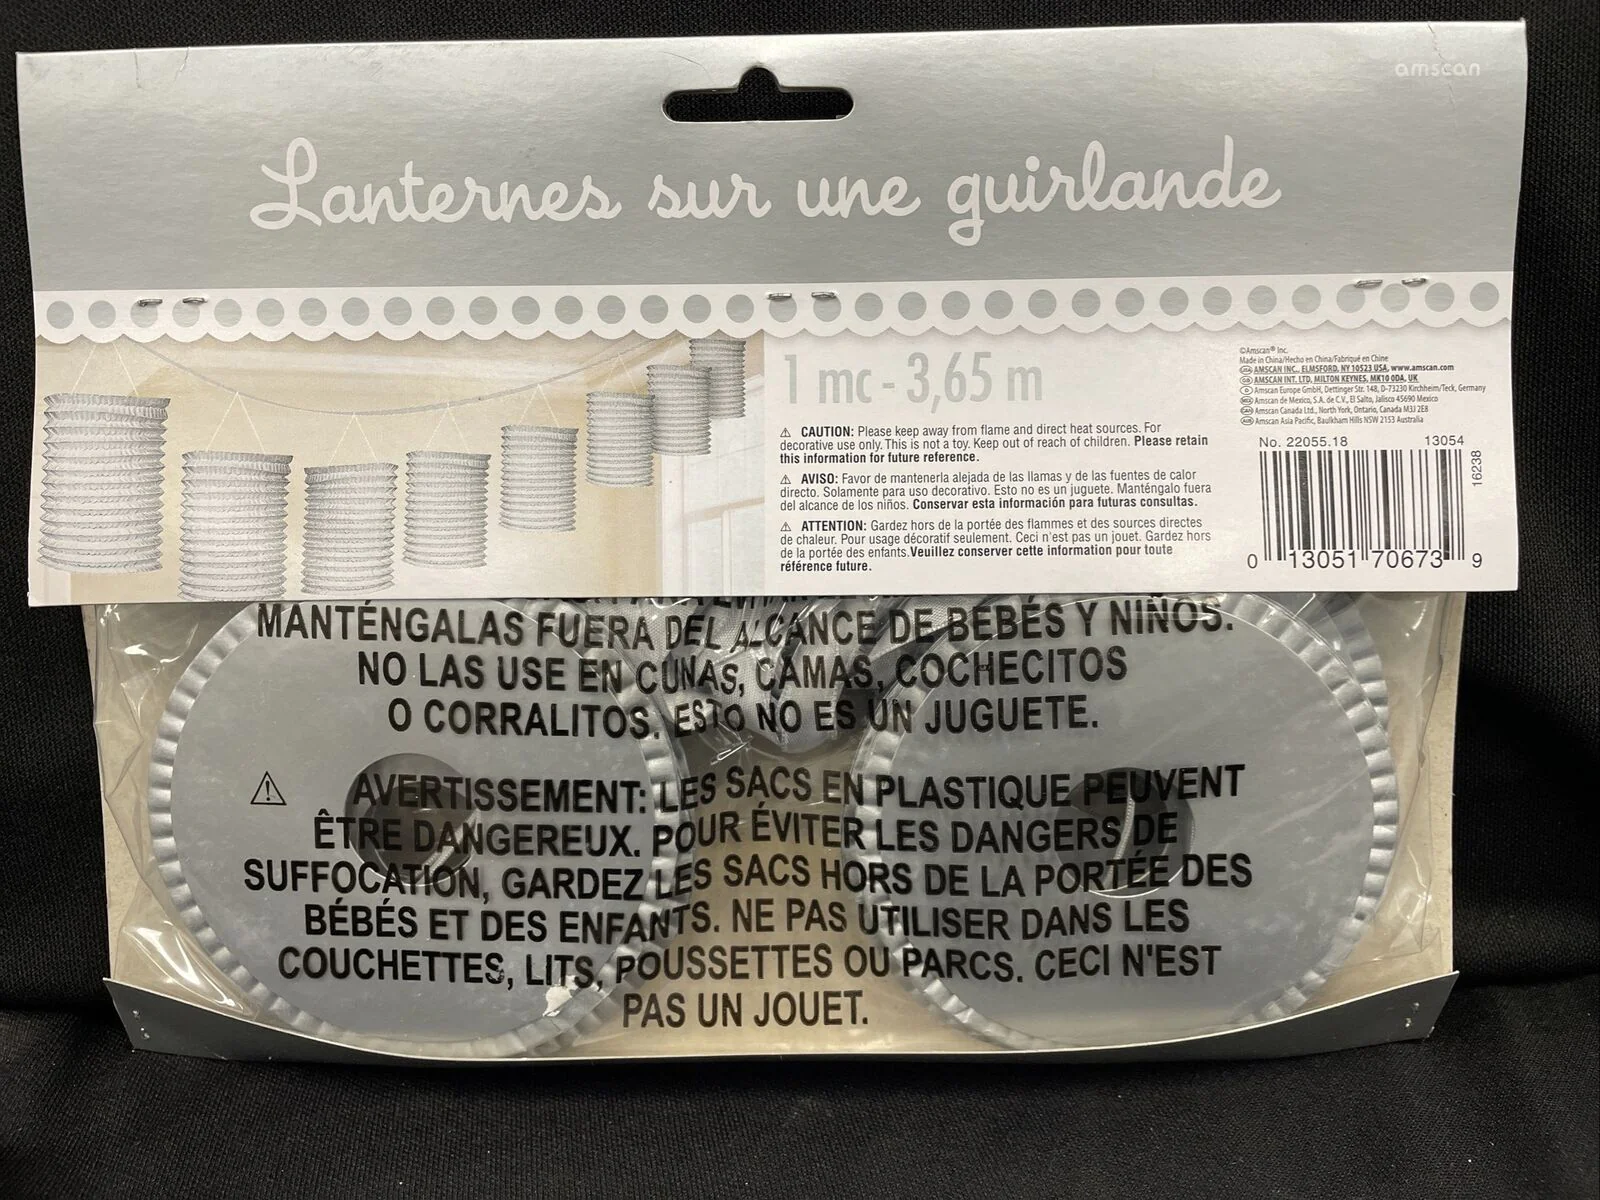 amscan
Lanternes sur une guirlande
1 mc - 3,65 m
⚠ CAUTION: Please keep away from flame and direct heat sources. For
decorative use only. This is not a toy. Keep out of reach of children. Please retain
this information for future reference.
⚠ AVISO: Favor de mantenerla alejada de las llamas y de las fuentes de calor
directo. Solamente para uso decorativo. Esto no es un juguete. Manténgalo fuera
del alcance de los niños. Conservar esta información para futuras consultas.
⚠ ATTENTION: Gardez hors de la portée des flammes et des sources directes
de chaleur. Pour usage décoratif seulement. Ceci n'est pas un jouet. Gardez hors
de la portée des enfants.Veuillez conserver cette information pour toute
référence future.
©Amscan® Inc.
Made in China/Hecho en China/Fabriqué en Chine
USA AMSCAN INC., ELMSFORD, NY 10523 USA, www.amscan.com
GB AMSCAN INT. LTD, MILTON KEYNES, MK10 0DA, UK
D Amscan Europe GmbH, Dettinger Str. 148, D-73230 Kirchheim/Teck, Germany
MEX Amscan de Mexico, S.A. de C.V., El Salto, Jalisco 45690 Mexico
CAN Amscan Canada Ltd., North York, Ontario, Canada M3J 2E8
AUS Amscan Asia Pacific, Baulkham Hills NSW 2153 Australia
No. 22055.18 13054
16238
0 13051 70673 9
MANTÉNGALAS FUERA DEL ALCANCE DE BEBÉS Y NIÑOS.
NO LAS USE EN CUNAS, CAMAS, COCHECITOS
O CORRALITOS. ESTO NO ES UN JUGUETE.
⚠ AVERTISSEMENT: LES SACS EN PLASTIQUE PEUVENT
ÊTRE DANGEREUX. POUR ÉVITER LES DANGERS DE
SUFFOCATION, GARDEZ LES SACS HORS DE LA PORTÉE DES
BÉBÉS ET DES ENFANTS. NE PAS UTILISER DANS LES
COUCHETTES, LITS, POUSSETTES OU PARCS. CECI N'EST
PAS UN JOUET.